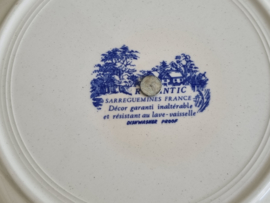 ROMANTIC
SARREGUEMINES FRANCE
Décor garanti inaltérable
et résistant au lave-vaisselle
DISHWASHER PROOF